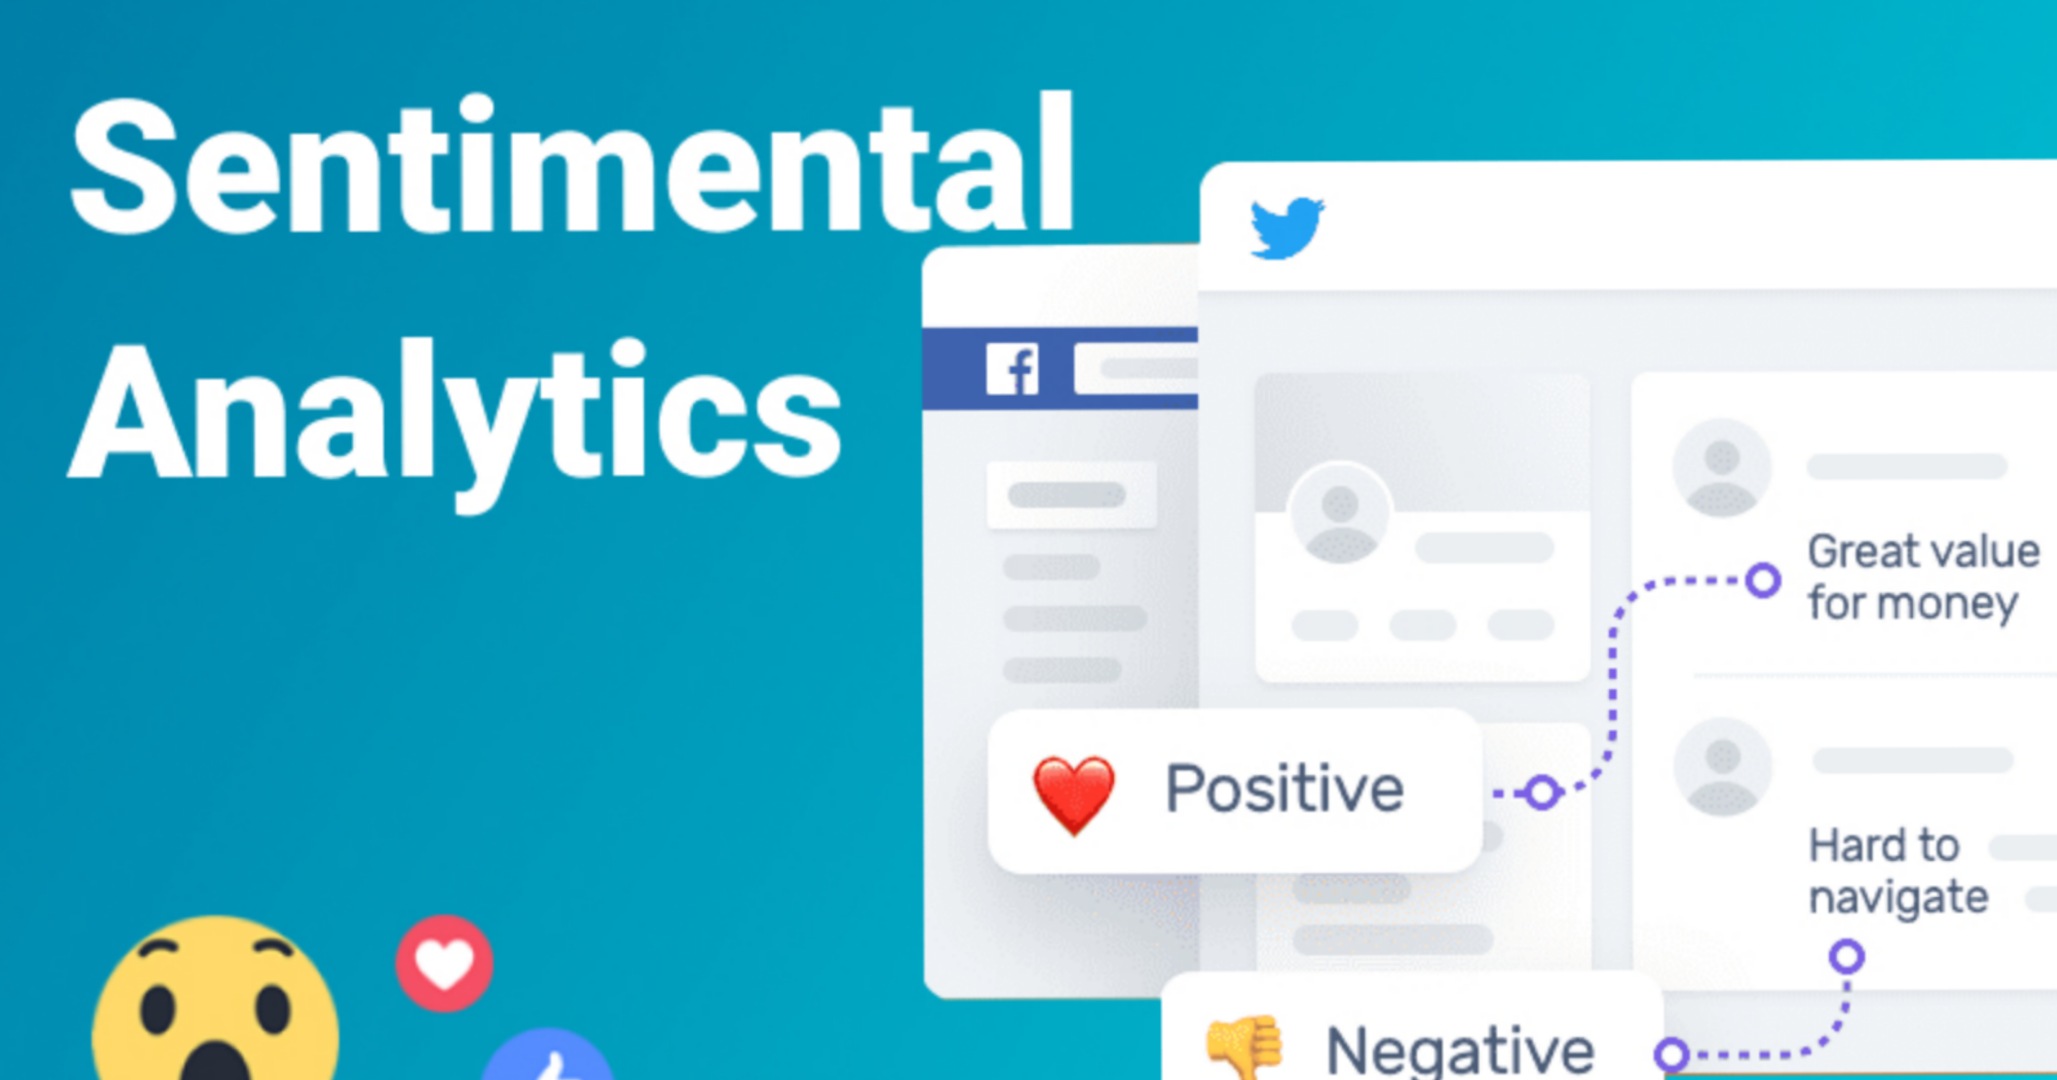 Sentimental
Analytics
Great value
for money
Positive
Hard to
navigate
Negative